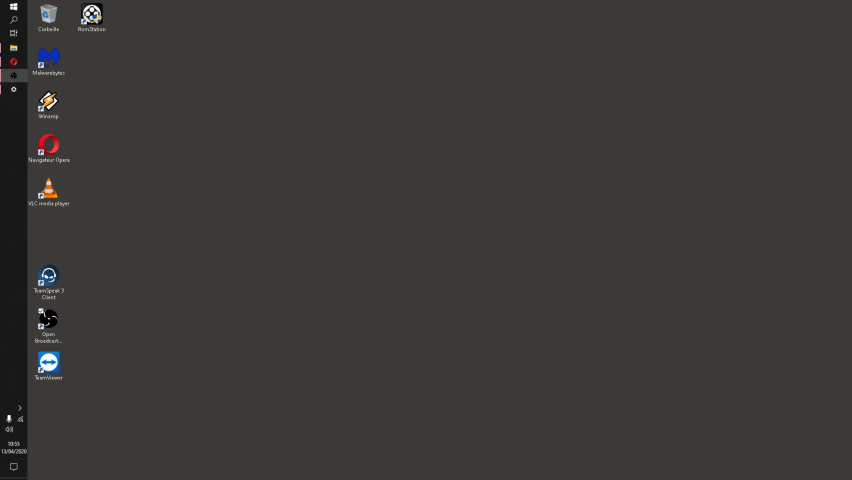 Corbeille
RomStation
Malwarebytes
Winamp
Navigateur Opera
VLC media player
TeamSpeak 3
Client
Open
Broadcast...
TeamViewer
10:55
13/04/2020